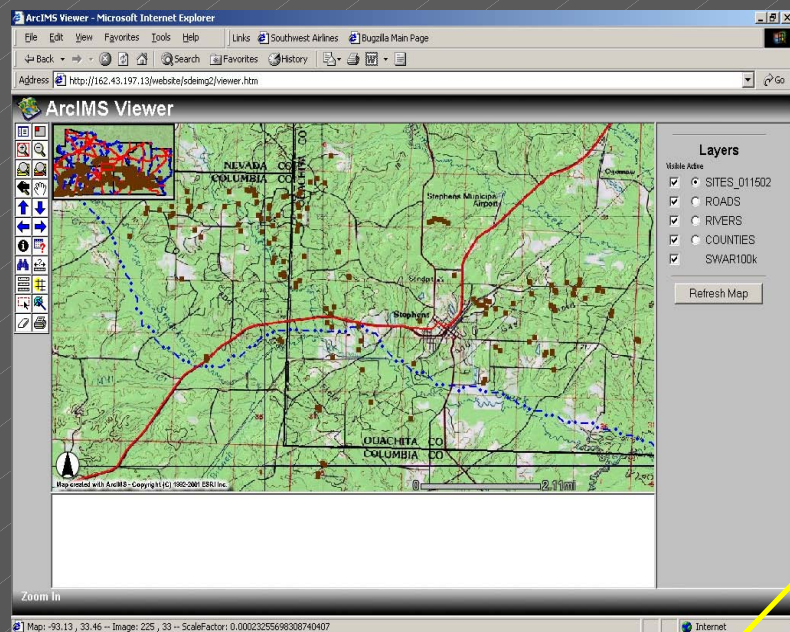 ArcIMS Viewer - Microsoft Internet Explorer
File Edit View Favorites Tools Help Links Southwest Airlines Bugzilla Main Page
Back Search Favorites History
Address http://162.43.197.13/website/sdeimg2/viewer.htm Go
ArcIMS Viewer
Layers
Visible Active
SITES_011502
ROADS
RIVERS
COUNTIES
SWAR100k
Refresh Map
NEVADA CO
COLUMBIA CO
OUACHITA CO
Stephens Municipal
Airport
Stephens
OUACHITA CO
COLUMBIA CO
0 2.11mi
Map created with ArcIMS - Copyright (C) 1992-2001 ESRI Inc.
Zoom In
Map: -93.13 , 33.46 -- Image: 225 , 33 -- ScaleFactor: 0.00023255698308740407
Internet